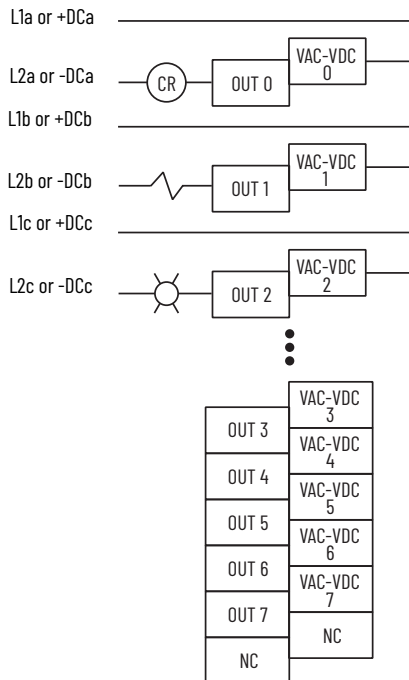 L1a or +DCa
VAC-VDC
0
L2a or -DCa
CR
OUT 0
L1b or +DCb
VAC-VDC
1
L2b or -DCb
OUT 1
L1c or +DCc
VAC-VDC
2
L2c or -DCc
OUT 2
VAC-VDC
3
OUT 3
VAC-VDC
4
OUT 4
VAC-VDC
5
OUT 5
VAC-VDC
6
OUT 6
VAC-VDC
7
OUT 7
NC
NC